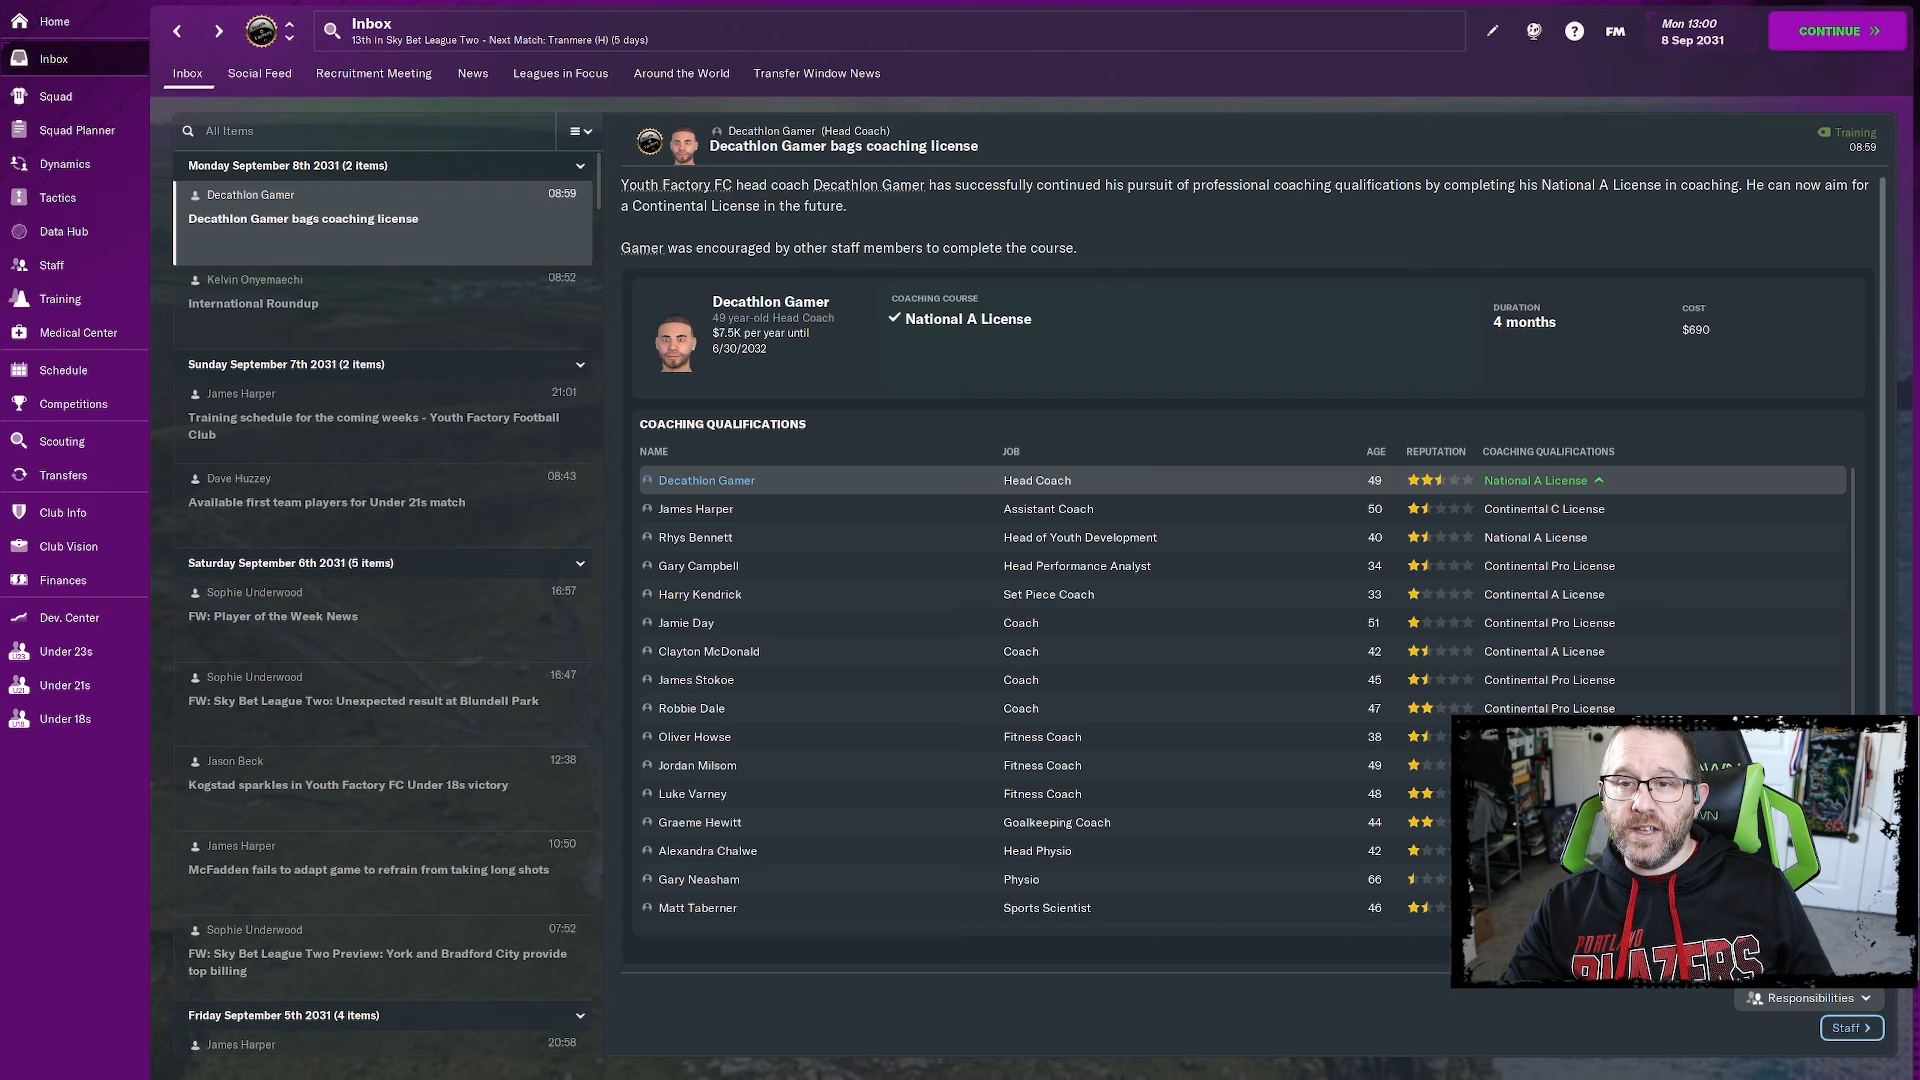 Home
Inbox
Squad
Squad Planner
Dynamics
Tactics
Data Hub
Staff
Training
Medical Center
Schedule
Competitions
Scouting
Transfers
Club Info
Club Vision
Finances
Dev. Center
Under 23s
Under 21s
Under 18s
Inbox
13th in Sky Bet League Two - Next Match: Tranmere (H) (5 days)
FM
Mon 13:00
8 Sep 2031
CONTINUE
Inbox
Social Feed
Recruitment Meeting
News
Leagues in Focus
Around the World
Transfer Window News
All Items
Monday September 8th 2031 (2 items)
Decathlon Gamer 08:59
Decathlon Gamer bags coaching license
Kelvin Onyemaechi 08:52
International Roundup
Sunday September 7th 2031 (2 items)
James Harper 21:01
Training schedule for the coming weeks - Youth Factory Football
Club
Dave Huzzey 08:43
Available first team players for Under 21s match
Saturday September 6th 2031 (5 items)
Sophie Underwood 16:57
FW: Player of the Week News
Sophie Underwood 16:47
FW: Sky Bet League Two: Unexpected result at Blundell Park
Jason Beck 12:38
Kogstad sparkles in Youth Factory FC Under 18s victory
James Harper 10:50
McFadden fails to adapt game to refrain from taking long shots
Sophie Underwood 07:52
FW: Sky Bet League Two Preview: York and Bradford City provide
top billing
Friday September 5th 2031 (4 items)
James Harper 20:58
Decathlon Gamer (Head Coach)
Decathlon Gamer bags coaching license
Training
08:59
Youth Factory FC head coach Decathlon Gamer has successfully continued his pursuit of professional coaching qualifications by completing his National A License in coaching. He can now aim for
a Continental License in the future.
Gamer was encouraged by other staff members to complete the course.
Decathlon Gamer
49 year-old Head Coach
$7.5K per year until
6/30/2032
COACHING COURSE
National A License
DURATION
4 months
COST
$690
COACHING QUALIFICATIONS
NAME JOB AGE REPUTATION COACHING QUALIFICATIONS
Decathlon Gamer Head Coach 49 National A License
James Harper Assistant Coach 50 Continental C License
Rhys Bennett Head of Youth Development 40 National A License
Gary Campbell Head Performance Analyst 34 Continental Pro License
Harry Kendrick Set Piece Coach 33 Continental A License
Jamie Day Coach 51 Continental Pro License
Clayton McDonald Coach 42 Continental A License
James Stokoe Coach 45 Continental Pro License
Robbie Dale Coach 47 Continental Pro License
Oliver Howse Fitness Coach 38
Jordan Milsom Fitness Coach 49
Luke Varney Fitness Coach 48
Graeme Hewitt Goalkeeping Coach 44
Alexandra Chalwe Head Physio 42
Gary Neasham Physio 66
Matt Taberner Sports Scientist 46
PORTLAND
BLAZERS
Responsibilities
Staff